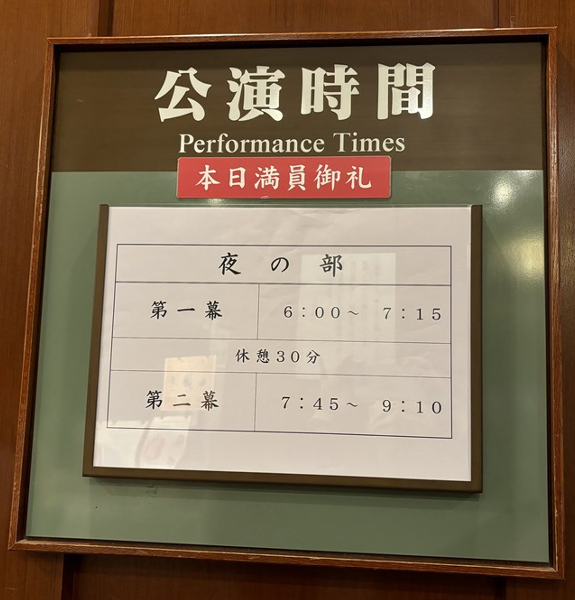 公演時間
Performance Times
本日満員御礼
夜の部
第一幕 6:00～ 7:15
休憩30分
第二幕 7:45～ 9:10